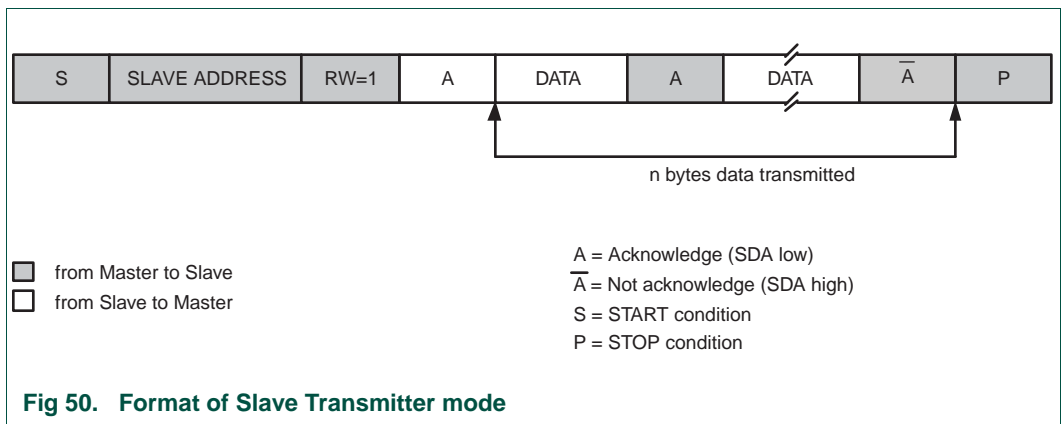 S SLAVE ADDRESS RW=1 A DATA A DATA A̅ P
n bytes data transmitted
from Master to Slave
from Slave to Master
A = Acknowledge (SDA low)
A̅ = Not acknowledge (SDA high)
S = START condition
P = STOP condition
Fig 50. Format of Slave Transmitter mode